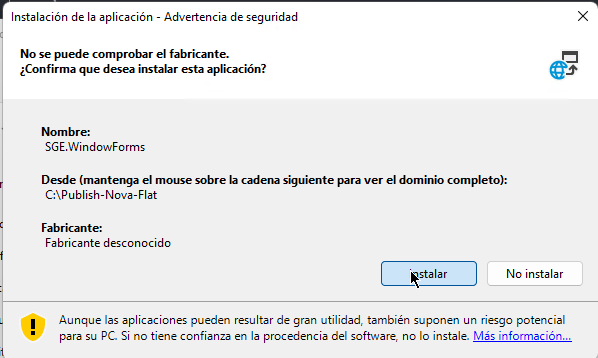 Instalación de la aplicación - Advertencia de seguridad
No se puede comprobar el fabricante.
¿Confirma que desea instalar esta aplicación?
Nombre:
SGE.WindowForms
Desde (mantenga el mouse sobre la cadena siguiente para ver el dominio completo):
C:\Publish-Nova-Flat
Fabricante:
Fabricante desconocido
Instalar No instalar
Aunque las aplicaciones pueden resultar de gran utilidad, también suponen un riesgo potencial
para su PC. Si no tiene confianza en la procedencia del software, no lo instale. Más información...